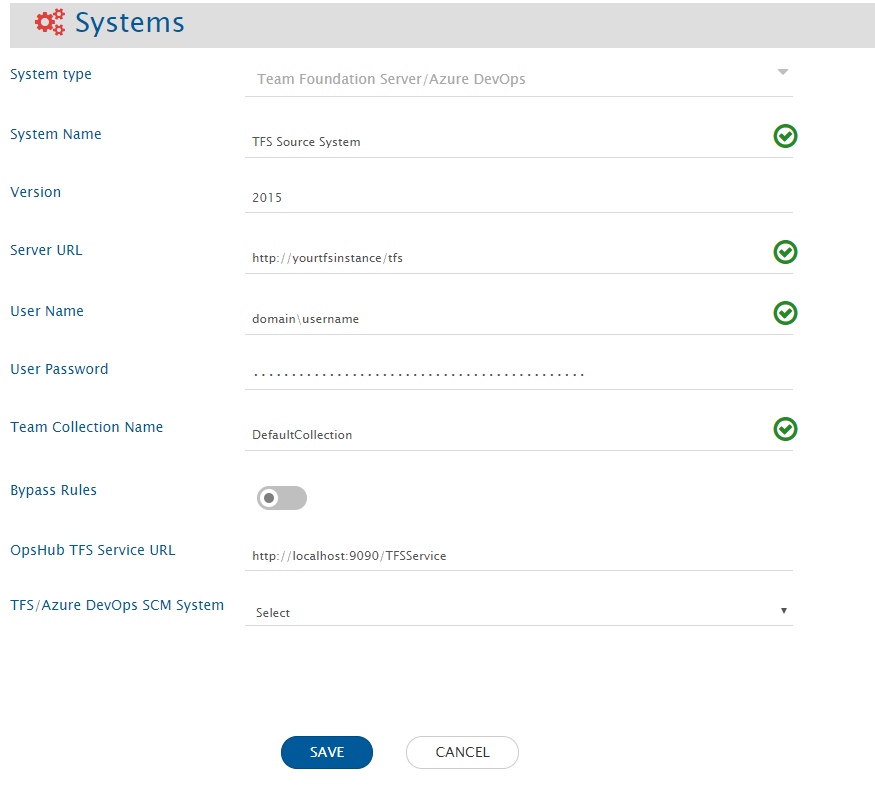 Systems
System type
Team Foundation Server/Azure DevOps
System Name
TFS Source System
Version
2015
Server URL
http://yourtfsinstance/tfs
User Name
domain\username
User Password
............................................
Team Collection Name
DefaultCollection
Bypass Rules
OpsHub TFS Service URL
http://localhost:9090/TFSService
TFS/Azure DevOps SCM System
Select
SAVE
CANCEL